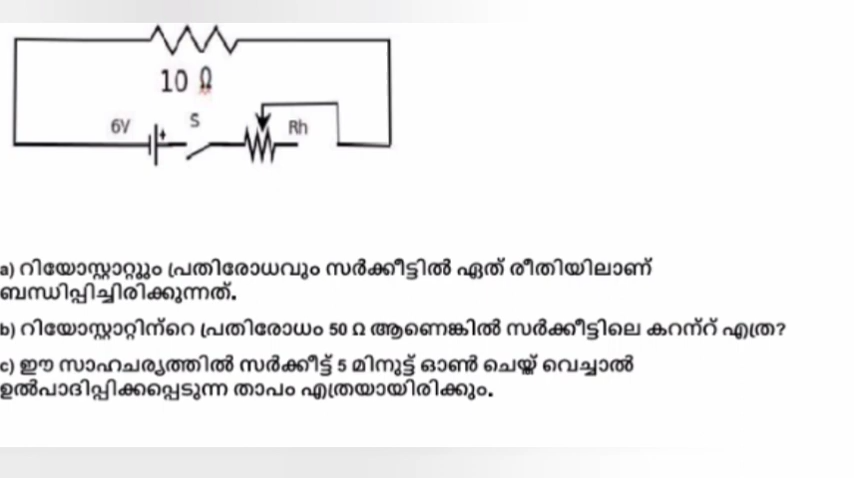 10 Ω
6V
S
Rh
a) റിയോസ്റ്റാറ്റും പ്രതിരോധവും സർക്കീട്ടിൽ ഏത് രീതിയിലാണ്
ബന്ധിപ്പിച്ചിരിക്കുന്നത്.
b) റിയോസ്റ്റാറ്റിന്റെ പ്രതിരോധം 50 Ω ആണെങ്കിൽ സർക്കീട്ടിലെ കറന്റ് എത്ര?
c) ഈ സാഹചര്യത്തിൽ സർക്കീട്ട് 5 മിനുട്ട് ഓൺ ചെയ്ത് വെച്ചാൽ
ഉൽപാദിപ്പിക്കപ്പെടുന്ന താപം എത്രയായിരിക്കും.